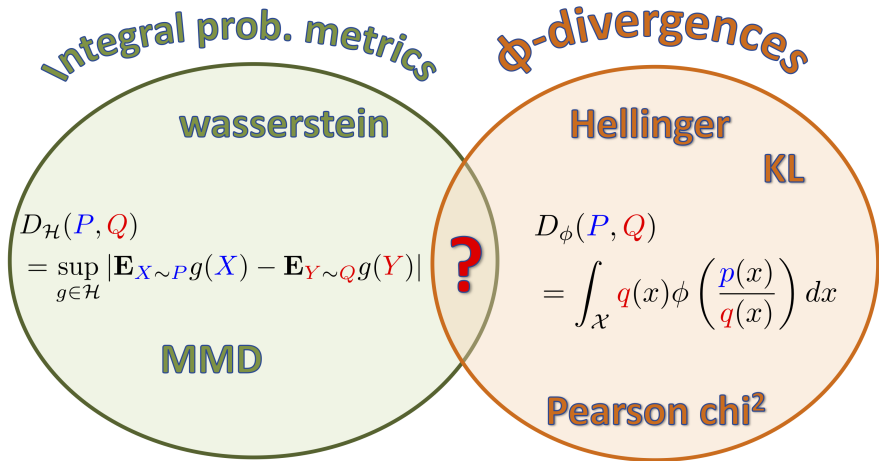 Integral prob. metrics
ϕ-divergences
wasserstein
Hellinger
KL
D_ℋ(P, Q)
= sup_{g∈ℋ} |E_{X∼P} g(X) − E_{Y∼Q} g(Y)|
?
D_ϕ(P, Q)
= ∫_𝒳 q(x)ϕ(p(x)/q(x)) dx
MMD
Pearson chi²